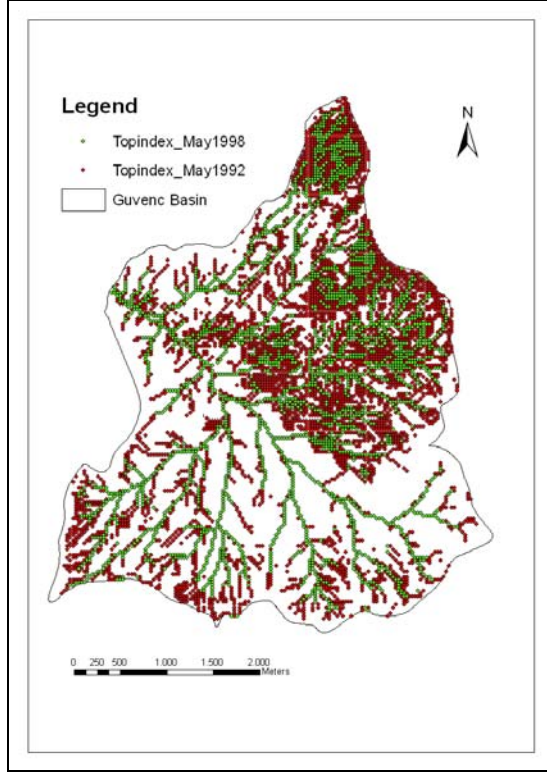 Legend
N
Topindex_May1998
Topindex_May1992
Guvenc Basin
0 250 500 1.000 1.500 2.000
Meters